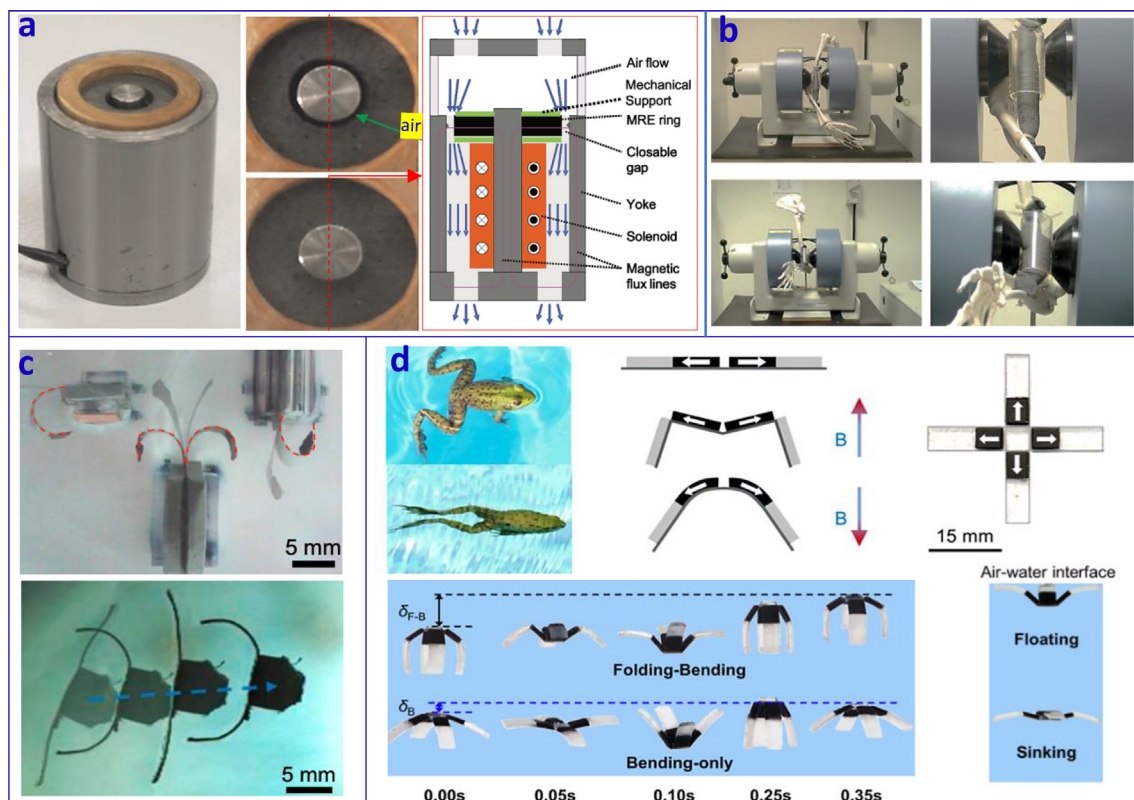 a
air
Air flow
Mechanical
Support
MRE ring
Closable
gap
Yoke
Solenoid
Magnetic
flux lines
b
c
5 mm
5 mm
d
B
B
15 mm
δF-B
Folding-Bending
δB
Bending-only
0.00s 0.05s 0.10s 0.25s 0.35s
Air-water interface
Floating
Sinking